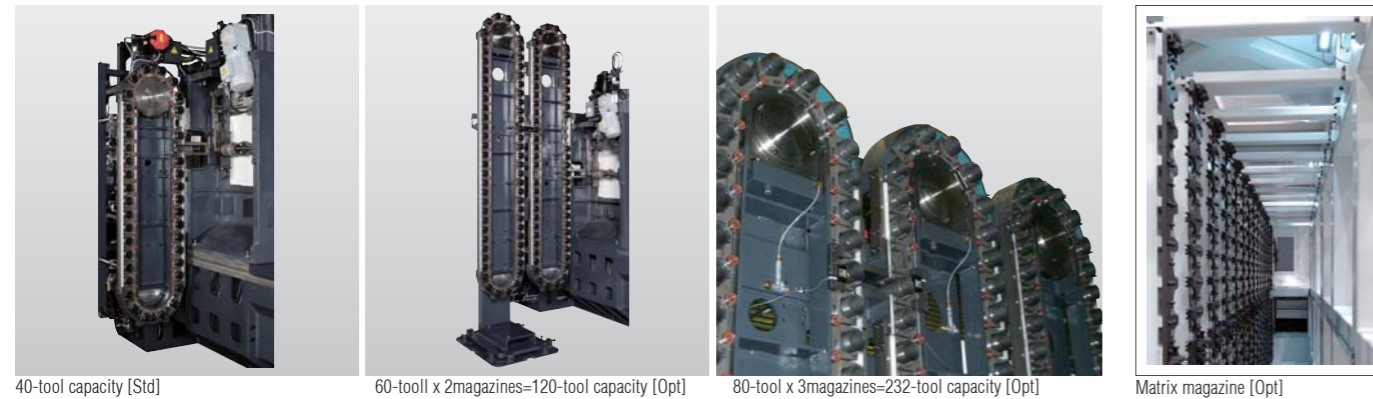 40-tool capacity [Std]
60-tooll x 2magazines=120-tool capacity [Opt]
80-tool x 3magazines=232-tool capacity [Opt]
Matrix magazine [Opt]